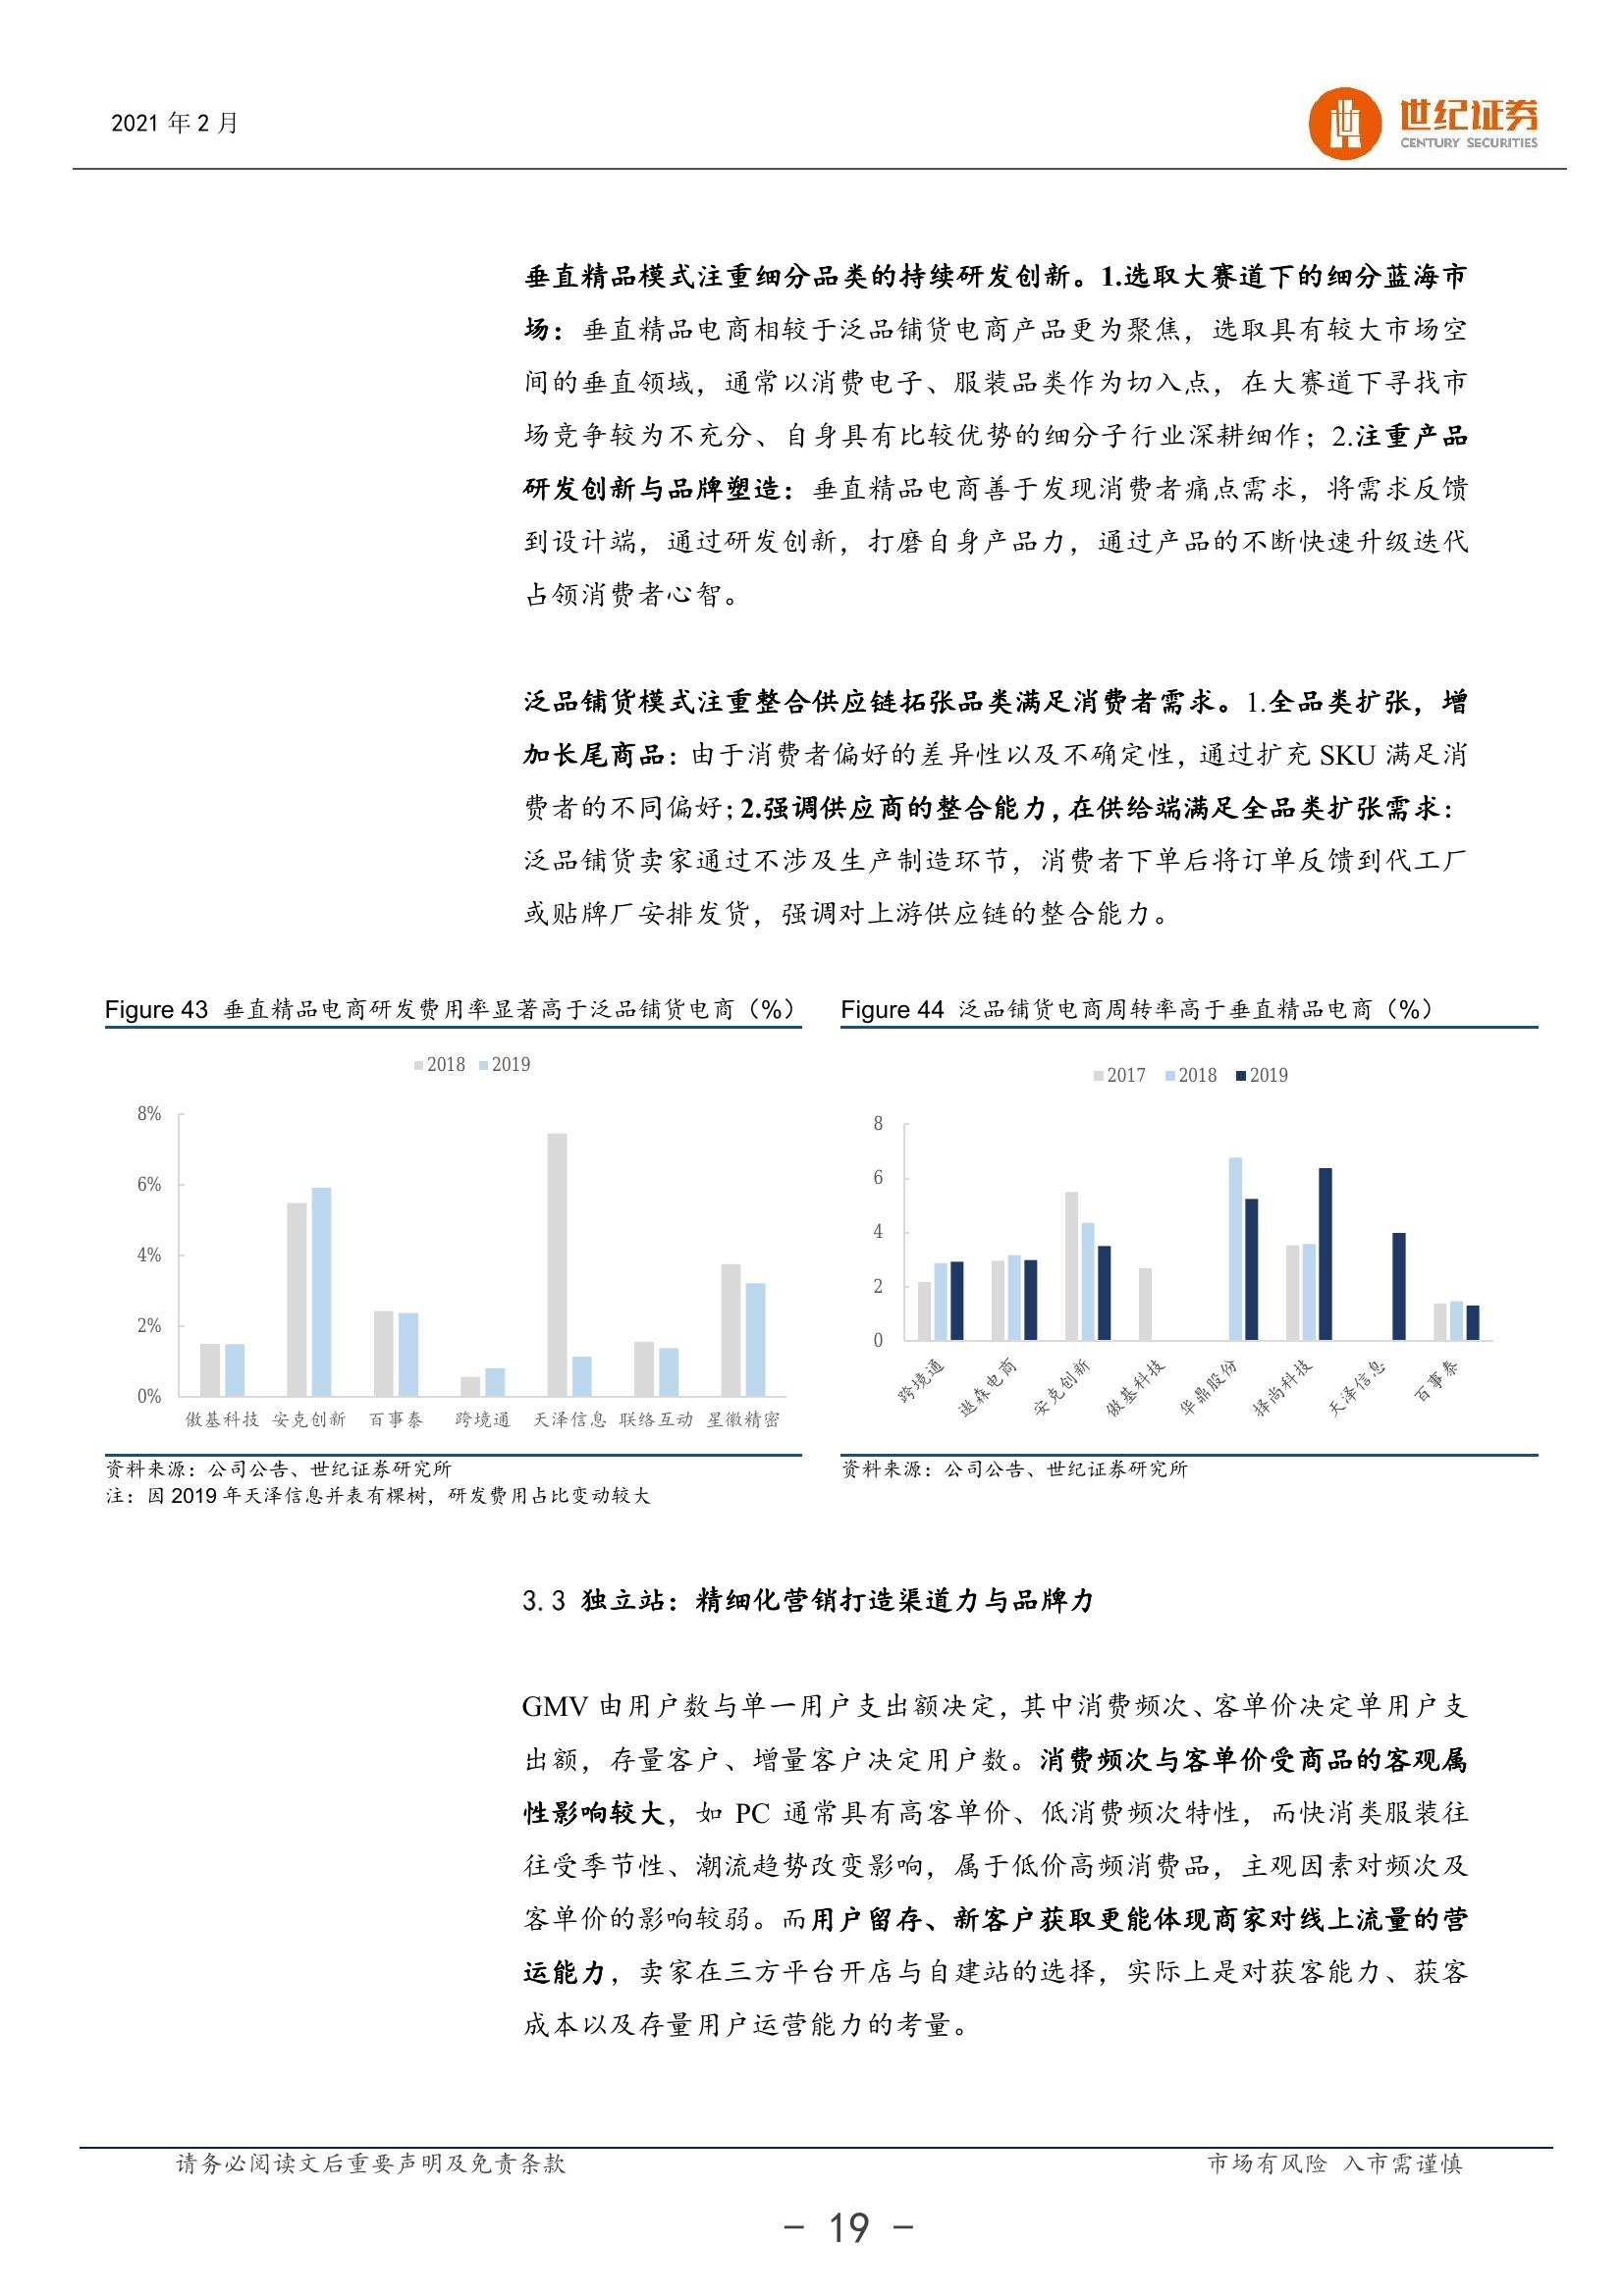 2021 年 2 月
世纪证券
CENTURY SECURITIES
垂直精品模式注重细分品类的持续研发创新。1.选取大赛道下的细分蓝海市
场：垂直精品电商相较于泛品铺货电商产品更为聚焦，选取具有较大市场空
间的垂直领域，通常以消费电子、服装品类作为切入点，在大赛道下寻找市
场竞争较为不充分、自身具有比较优势的细分子行业深耕细作；2.注重产品
研发创新与品牌塑造：垂直精品电商善于发现消费者痛点需求，将需求反馈
到设计端，通过研发创新，打磨自身产品力，通过产品的不断快速升级迭代
占领消费者心智。
泛品铺货模式注重整合供应链拓张品类满足消费者需求。1.全品类扩张，增
加长尾商品：由于消费者偏好的差异性以及不确定性，通过扩充 SKU 满足消
费者的不同偏好；2.强调供应商的整合能力，在供给端满足全品类扩张需求：
泛品铺货卖家通过不涉及生产制造环节，消费者下单后将订单反馈到代工厂
或贴牌厂安排发货，强调对上游供应链的整合能力。
Figure 43 垂直精品电商研发费用率显著高于泛品铺货电商（%）
2018 2019
8%
6%
4%
2%
0%
傲基科技 安克创新 百事泰 跨境通 天泽信息 联络互动 星徽精密
资料来源：公司公告、世纪证券研究所
注：因 2019 年天泽信息并表有棵树，研发费用占比变动较大
Figure 44 泛品铺货电商周转率高于垂直精品电商（%）
2017 2018 2019
8
6
4
2
0
跨境通 遨森电商 安克创新 傲基科技 华鼎股份 择尚科技 天泽信息 百事泰
资料来源：公司公告、世纪证券研究所
3.3 独立站：精细化营销打造渠道力与品牌力
GMV 由用户数与单一用户支出额决定，其中消费频次、客单价决定单用户支
出额，存量客户、增量客户决定用户数。消费频次与客单价受商品的客观属
性影响较大，如 PC 通常具有高客单价、低消费频次特性，而快消类服装往
往受季节性、潮流趋势改变影响，属于低价高频消费品，主观因素对频次及
客单价的影响较弱。而用户留存、新客户获取更能体现商家对线上流量的营
运能力，卖家在三方平台开店与自建站的选择，实际上是对获客能力、获客
成本以及存量用户运营能力的考量。
请务必阅读文后重要声明及免责条款
市场有风险 入市需谨慎
- 19 -